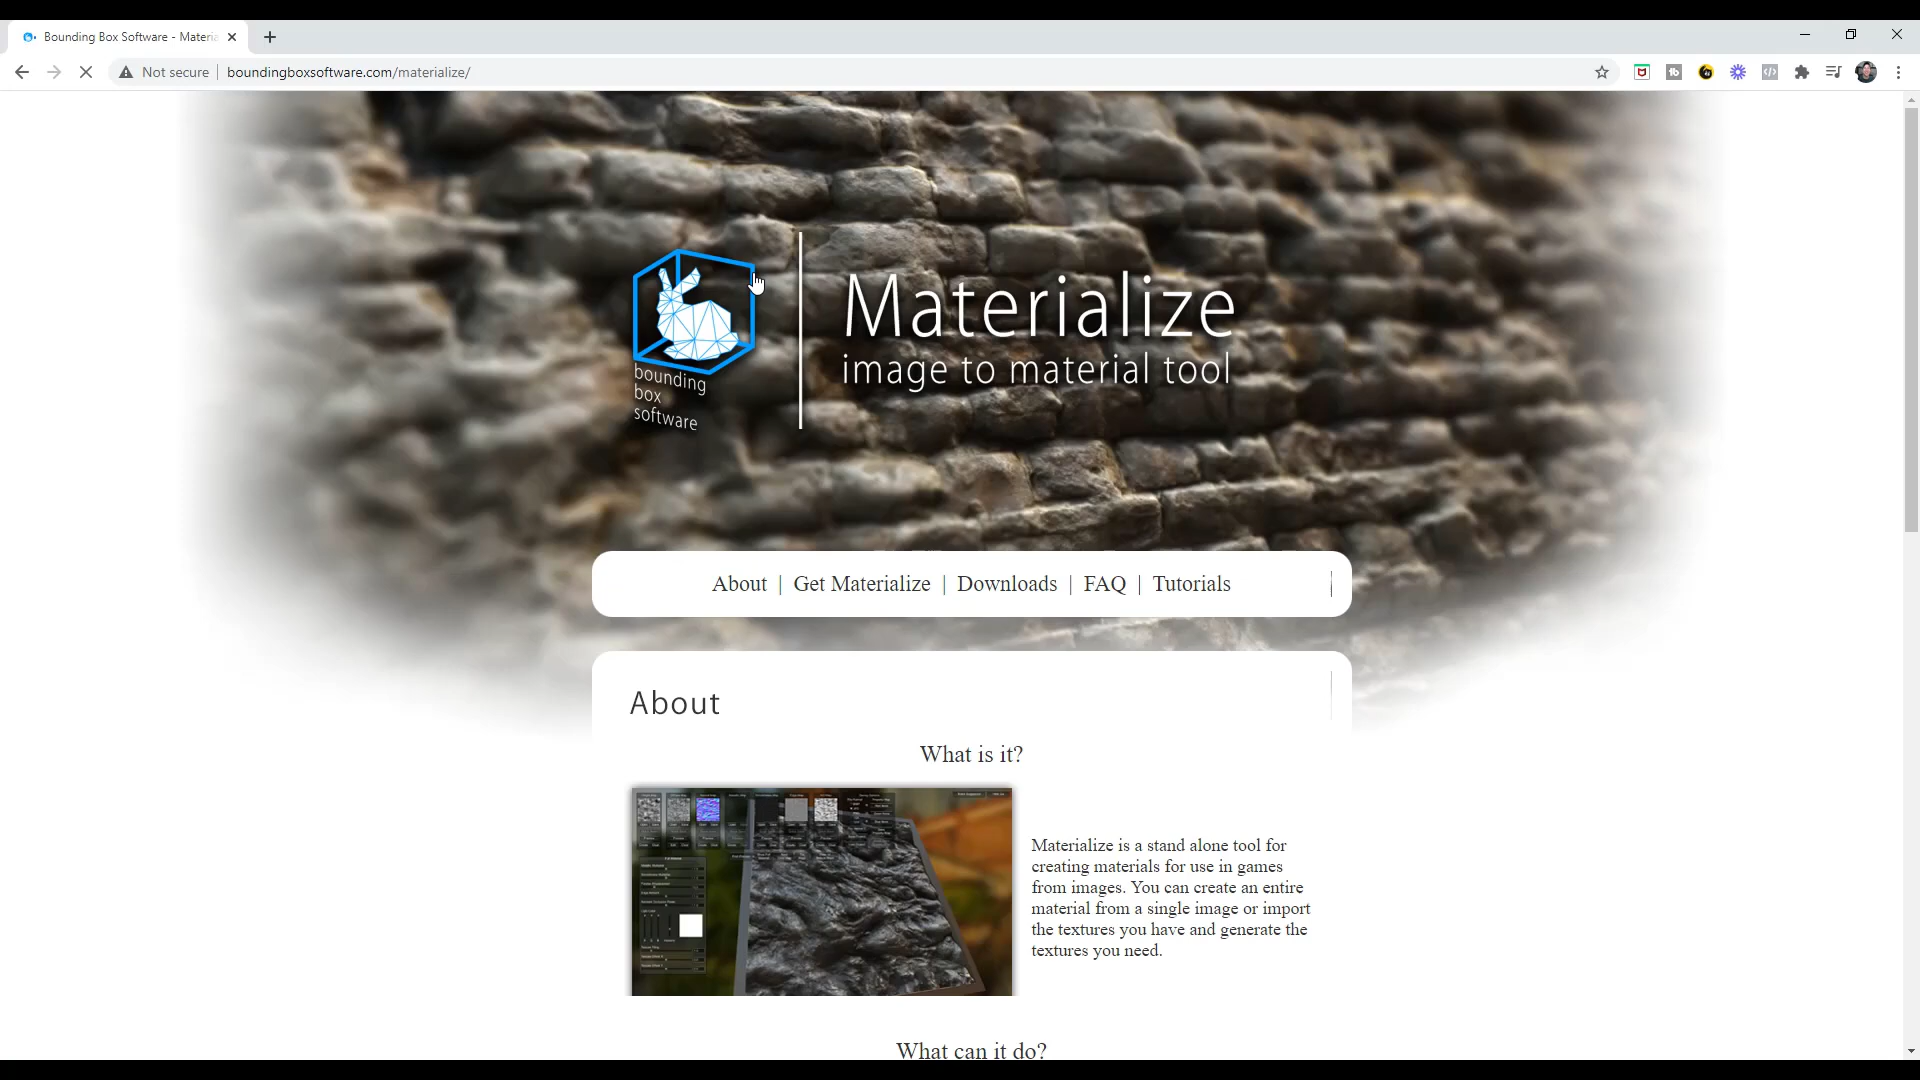 Bounding Box Software - Materia
Not secure
boundingboxsoftware.com/materialize/
Materialize
image to material tool
bounding
box
software
About | Get Materialize | Downloads | FAQ | Tutorials
About
What is it?
Materialize is a stand alone tool for
creating materials for use in games
from images. You can create an entire
material from a single image or import
the textures you have and generate the
textures you need.
What can it do?